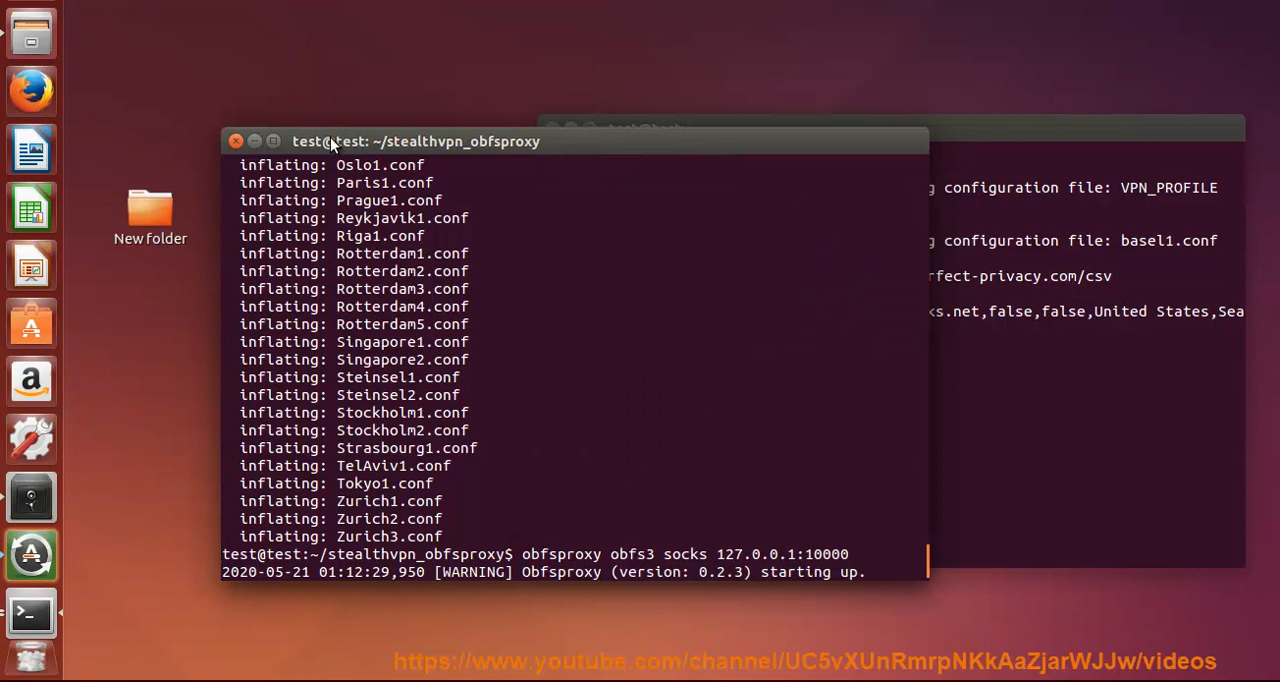 test@test: ~/stealthvpn_obfsproxy
inflating: Oslo1.conf
inflating: Paris1.conf
inflating: Prague1.conf
inflating: Reykjavik1.conf
inflating: Riga1.conf
inflating: Rotterdam1.conf
inflating: Rotterdam2.conf
inflating: Rotterdam3.conf
inflating: Rotterdam4.conf
inflating: Rotterdam5.conf
inflating: Singapore1.conf
inflating: Singapore2.conf
inflating: Steinsel1.conf
inflating: Steinsel2.conf
inflating: Stockholm1.conf
inflating: Stockholm2.conf
inflating: Strasbourg1.conf
inflating: TelAviv1.conf
inflating: Tokyo1.conf
inflating: Zurich1.conf
inflating: Zurich2.conf
inflating: Zurich3.conf
test@test:~/stealthvpn_obfsproxy$ obfsproxy obfs3 socks 127.0.0.1:10000
2020-05-21 01:12:29,950 [WARNING] Obfsproxy (version: 0.2.3) starting up.
g configuration file: VPN_PROFILE
g configuration file: basel1.conf
rfect-privacy.com/csv
ks.net,false,false,United States,Sea
New folder
https://www.youtube.com/channel/UC5vXUnRmrpNKkAaZjarWJJw/videos